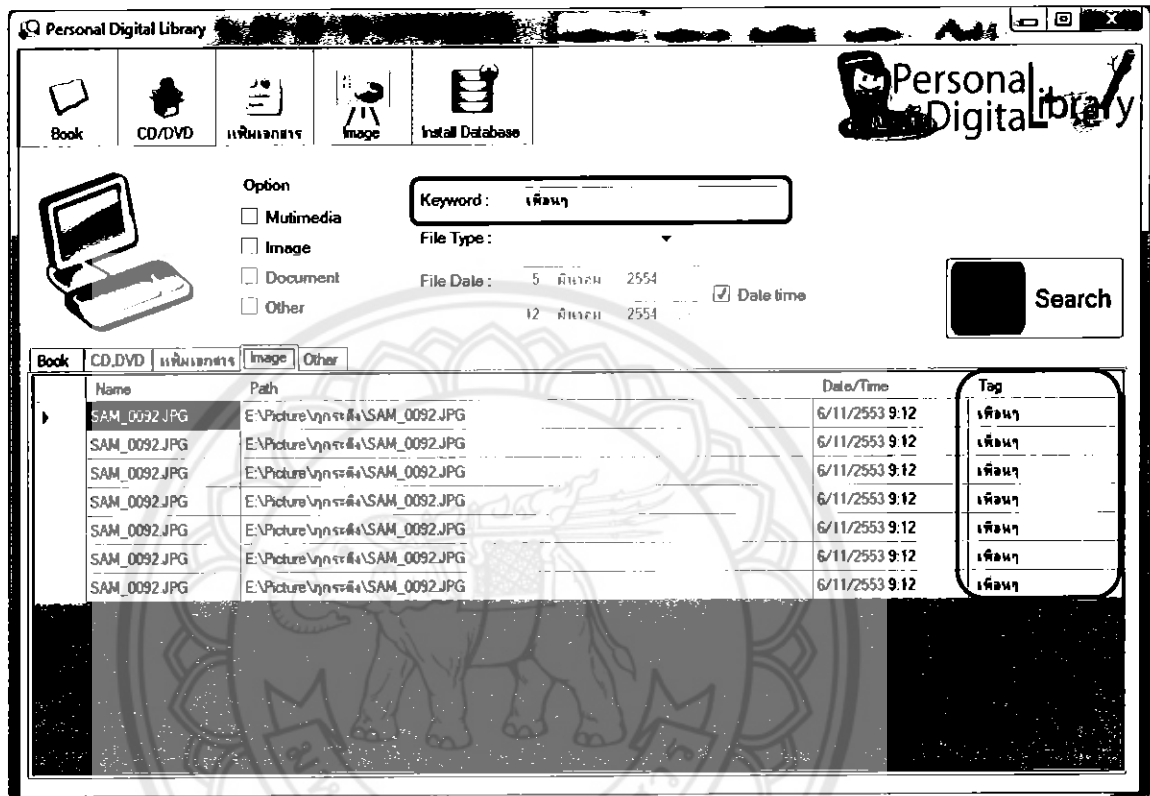 Personal Digital Library
Book
CD/DVD
แฟ้มเอกสาร
Image
Install Database
Personal
Digital Library
Option
Mutimedia
Image
Document
Other
Keyword : เพื่อนๆ
File Type :
File Date : 5 มีนาคม 2554
12 มีนาคม 2554
Date time
Search
Book CD,DVD แฟ้มเอกสาร Image Other
Name Path Date/Time Tag
SAM_0092.JPG E:\Picture\ภูกระดึง\SAM_0092.JPG 6/11/2553 9:12 เพื่อนๆ
SAM_0092.JPG E:\Picture\ภูกระดึง\SAM_0092.JPG 6/11/2553 9:12 เพื่อนๆ
SAM_0092.JPG E:\Picture\ภูกระดึง\SAM_0092.JPG 6/11/2553 9:12 เพื่อนๆ
SAM_0092.JPG E:\Picture\ภูกระดึง\SAM_0092.JPG 6/11/2553 9:12 เพื่อนๆ
SAM_0092.JPG E:\Picture\ภูกระดึง\SAM_0092.JPG 6/11/2553 9:12 เพื่อนๆ
SAM_0092.JPG E:\Picture\ภูกระดึง\SAM_0092.JPG 6/11/2553 9:12 เพื่อนๆ
SAM_0092.JPG E:\Picture\ภูกระดึง\SAM_0092.JPG 6/11/2553 9:12 เพื่อนๆ